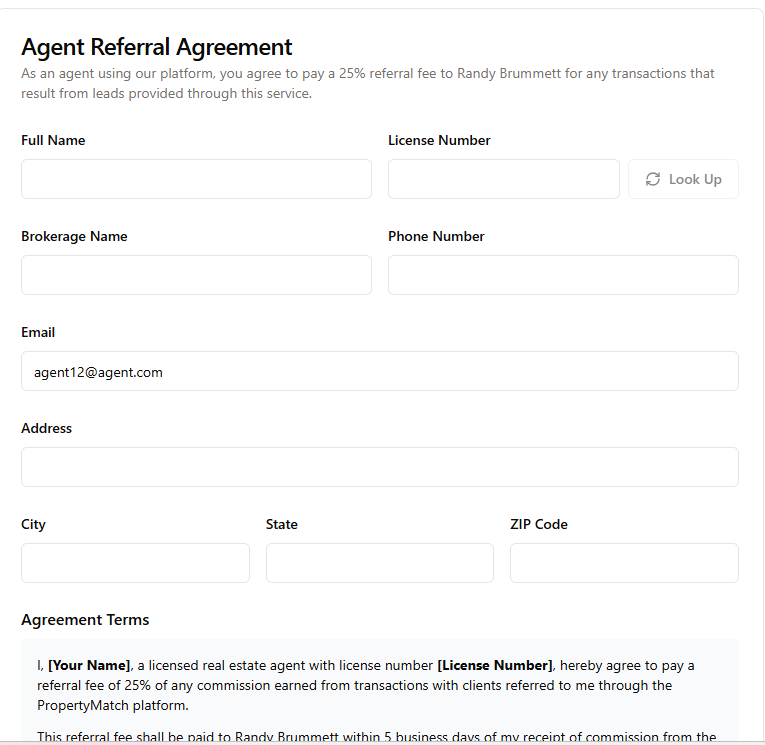 Agent Referral Agreement
As an agent using our platform, you agree to pay a 25% referral fee to Randy Brummett for any transactions that
result from leads provided through this service.
Full Name
License Number
Look Up
Brokerage Name
Phone Number
Email
agent12@agent.com
Address
City
State
ZIP Code
Agreement Terms
I, [Your Name], a licensed real estate agent with license number [License Number], hereby agree to pay a
referral fee of 25% of any commission earned from transactions with clients referred to me through the
PropertyMatch platform.
This referral fee shall be paid to Randy Brummett within 5 business days of my receipt of commission from the